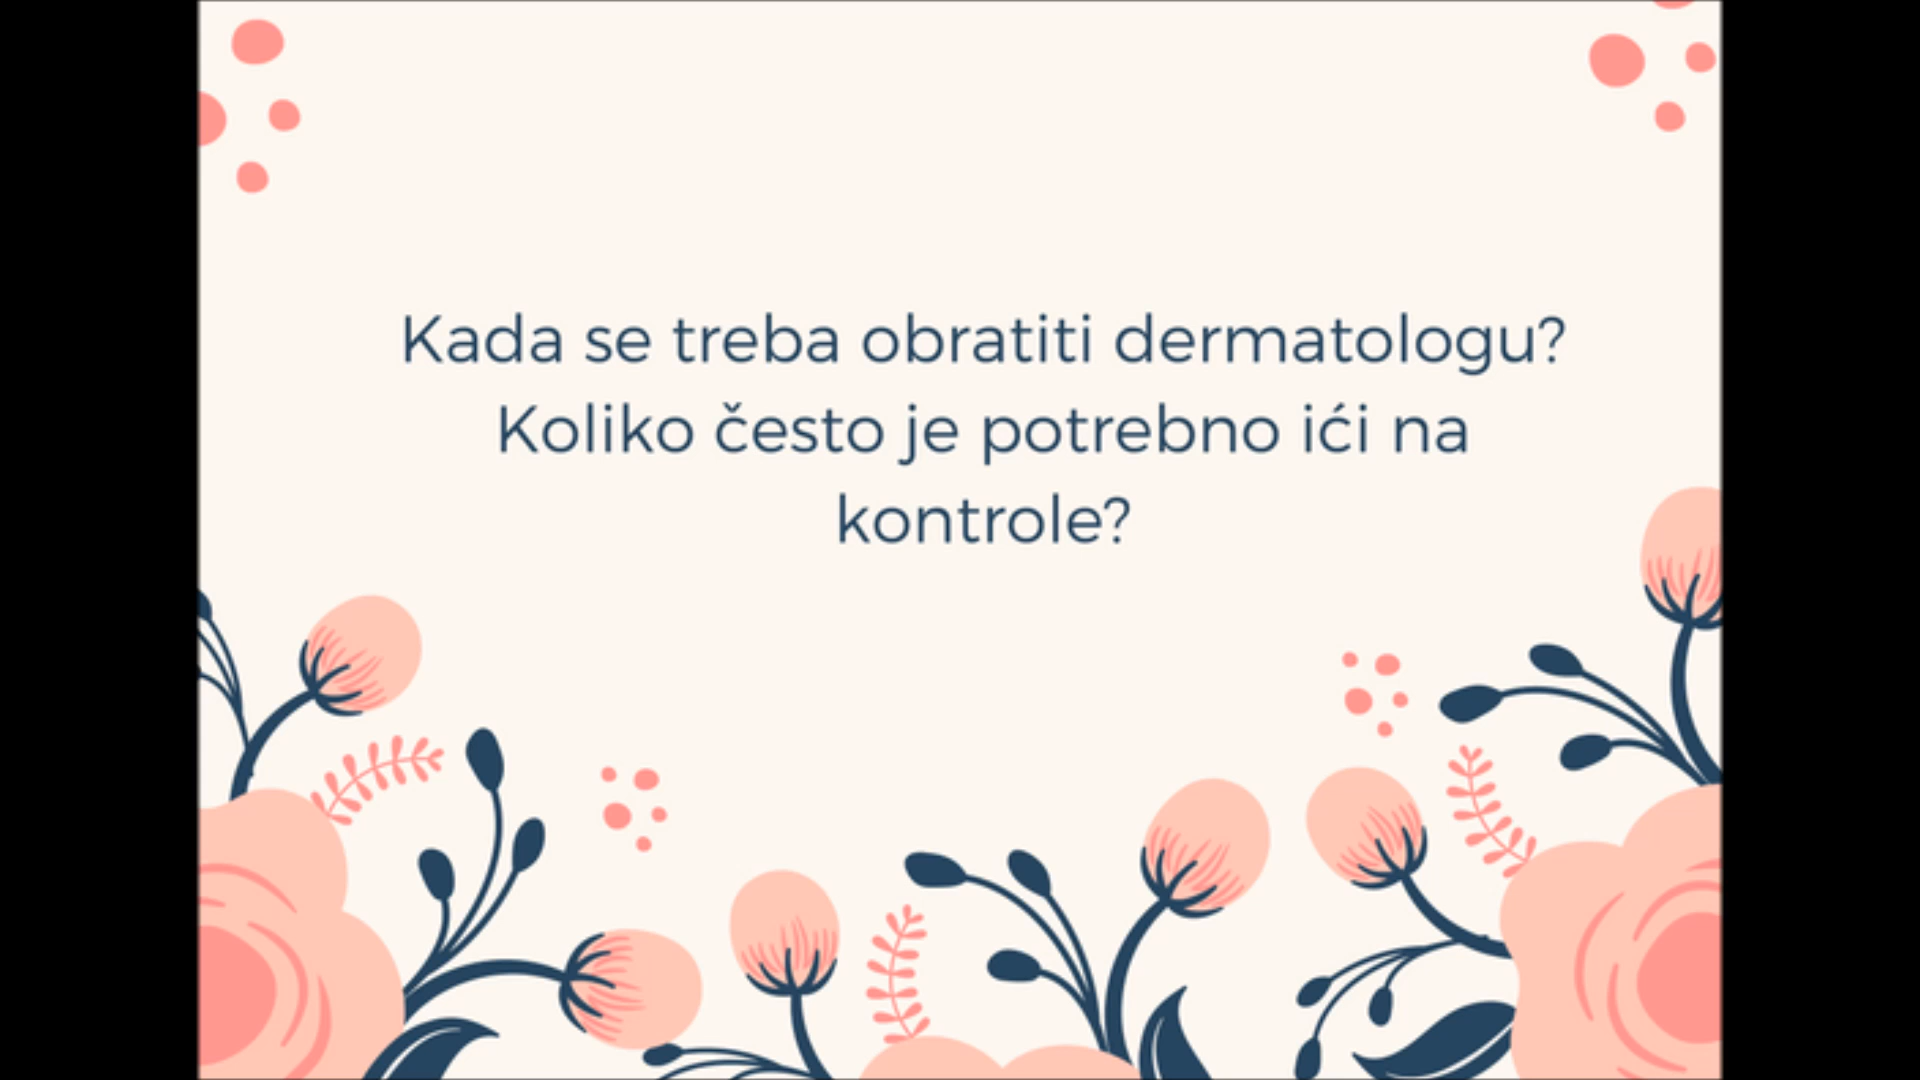 Kada se treba obratiti dermatologu?
Koliko često je potrebno ići na
kontrole?